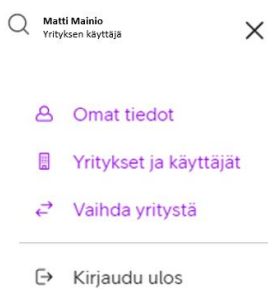 Matti Mainio
Yrityksen käyttäjä
Omat tiedot
Yritykset ja käyttäjät
Vaihda yritystä
Kirjaudu ulos